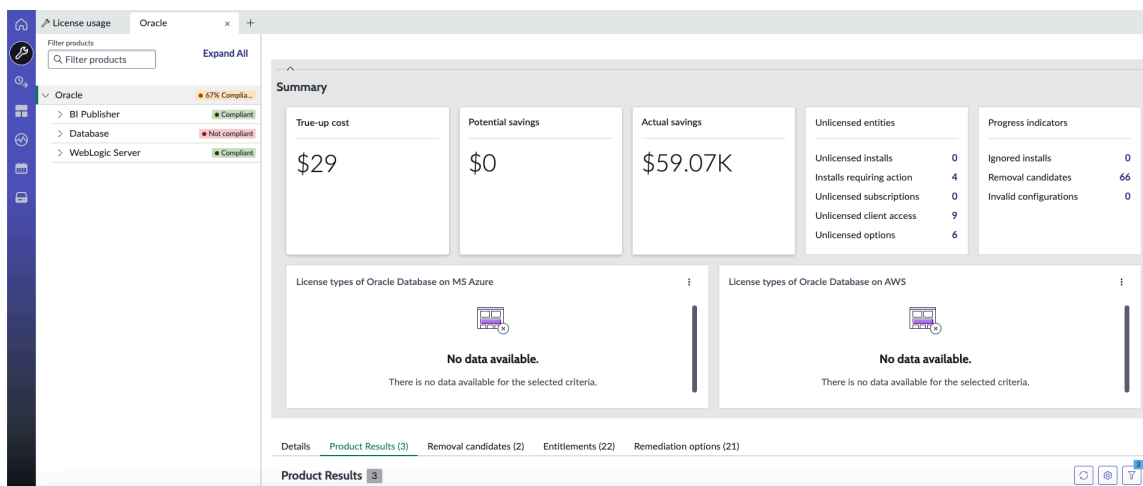 License usage
Oracle
Filter products
Filter products
Expand All
Oracle
67% Complia...
BI Publisher
Compliant
Database
Not compliant
WebLogic Server
Compliant
Summary
True-up cost
$29
Potential savings
$0
Actual savings
$59.07K
Unlicensed entities
Unlicensed installs 0
Installs requiring action 4
Unlicensed subscriptions 0
Unlicensed client access 9
Unlicensed options 6
Progress indicators
Ignored installs 0
Removal candidates 66
Invalid configurations 0
License types of Oracle Database on MS Azure
No data available.
There is no data available for the selected criteria.
License types of Oracle Database on AWS
No data available.
There is no data available for the selected criteria.
Details
Product Results (3)
Removal candidates (2)
Entitlements (22)
Remediation options (21)
Product Results 3
3